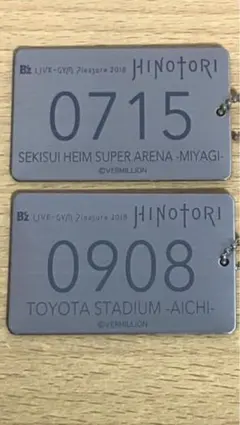 B'z LIVE-GYM Pleasure 2018 HINOTORI
0715
SEKISUI HEIM SUPER ARENA -MIYAGI-
©VERMILLION
B'z LIVE-GYM Pleasure 2018 HINOTORI
0908
TOYOTA STADIUM -AICHI-
©VERMILLION